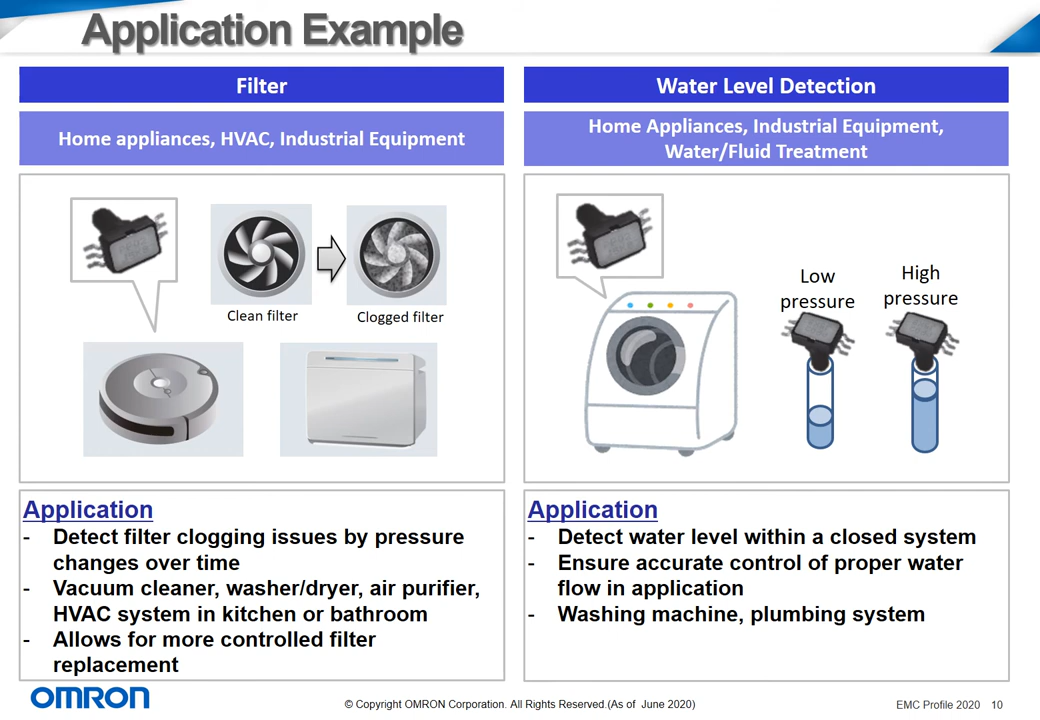 Application Example
Filter
Home appliances, HVAC, Industrial Equipment
Clean filter
Clogged filter
Application
- Detect filter clogging issues by pressure
changes over time
- Vacuum cleaner, washer/dryer, air purifier,
HVAC system in kitchen or bathroom
- Allows for more controlled filter
replacement
Water Level Detection
Home Appliances, Industrial Equipment,
Water/Fluid Treatment
Low
pressure
High
pressure
Application
- Detect water level within a closed system
- Ensure accurate control of proper water
flow in application
- Washing machine, plumbing system
OMRON
© Copyright OMRON Corporation. All Rights Reserved.(As of June 2020)
EMC Profile 2020 10